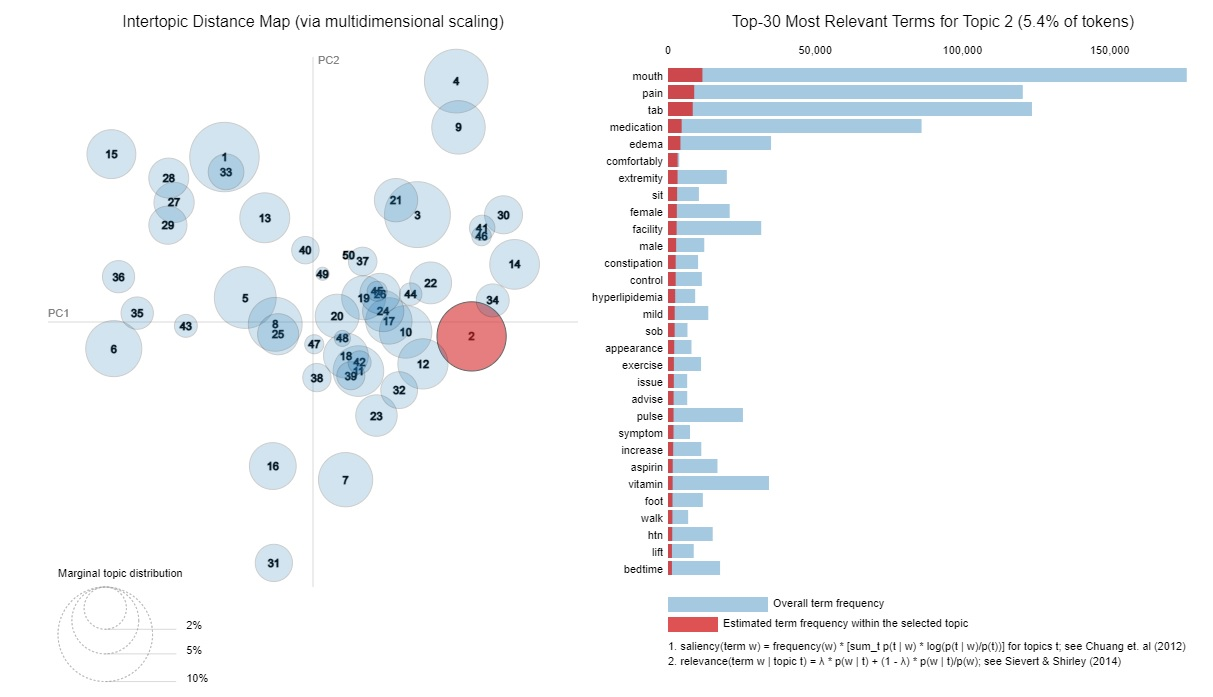 Intertopic Distance Map (via multidimensional scaling)
PC2
PC1
4
9
15
1
33
28
27
29
13
21
3
30
41
46
40
50
37
49
14
36
5
19
45
26
44
22
34
35
43
8
25
20
24
17
10
2
6
47
48
18
42
11
39
38
12
32
23
16
7
31
Marginal topic distribution
2%
5%
10%
Top-30 Most Relevant Terms for Topic 2 (5.4% of tokens)
0 50,000 100,000 150,000
mouth
pain
tab
medication
edema
comfortably
extremity
sit
female
facility
male
constipation
control
hyperlipidemia
mild
sob
appearance
exercise
issue
advise
pulse
symptom
increase
aspirin
vitamin
foot
walk
htn
lift
bedtime
Overall term frequency
Estimated term frequency within the selected topic
1. saliency(term w) = frequency(w) * [sum_t p(t | w) * log(p(t | w)/p(t))] for topics t; see Chuang et. al (2012)
2. relevance(term w | topic t) = λ * p(w | t) + (1 - λ) * p(w | t)/p(w); see Sievert & Shirley (2014)